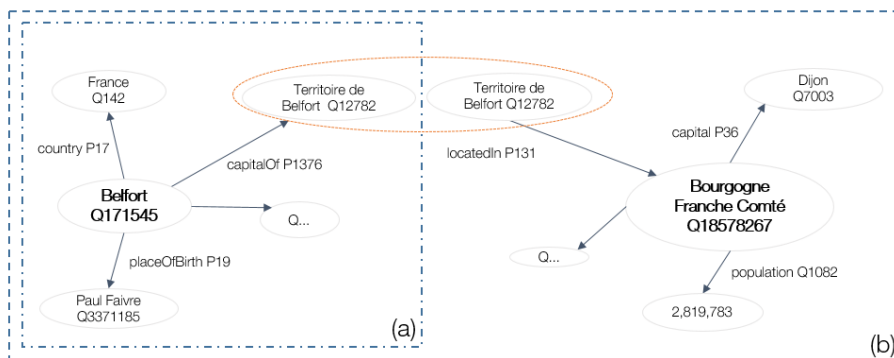 France
Q142
country P17
Belfort
Q171545
placeOfBirth P19
Paul Faivre
Q3371185
capitalOf P1376
Q...
Territoire de
Belfort Q12782
(a)
Territoire de
Belfort Q12782
locatedIn P131
Dijon
Q7003
capital P36
Bourgogne
Franche Comté
Q18578267
Q...
population Q1082
2,819,783
(b)